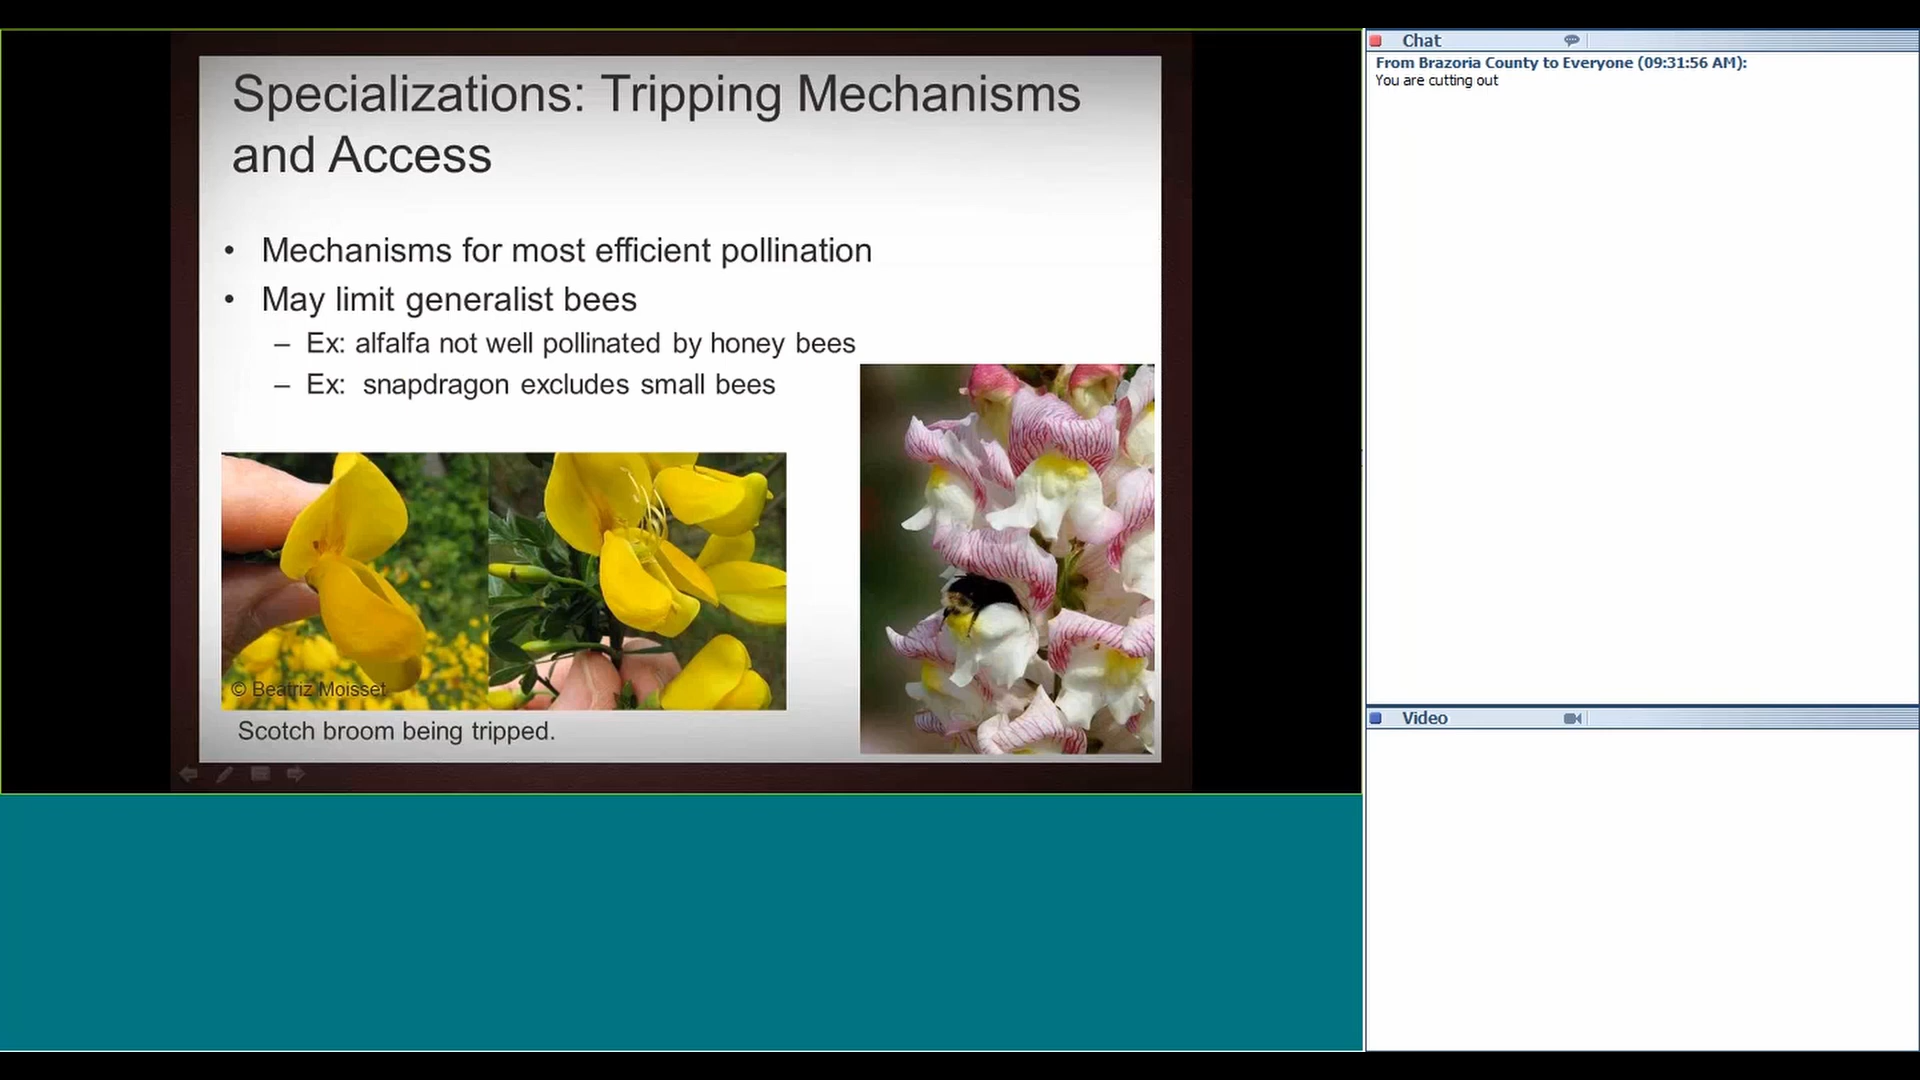 Specializations: Tripping Mechanisms
and Access
• Mechanisms for most efficient pollination
• May limit generalist bees
– Ex: alfalfa not well pollinated by honey bees
– Ex: snapdragon excludes small bees
© Beatriz Moisset
Scotch broom being tripped.
Chat
From Brazoria County to Everyone (09:31:56 AM):
You are cutting out
Video